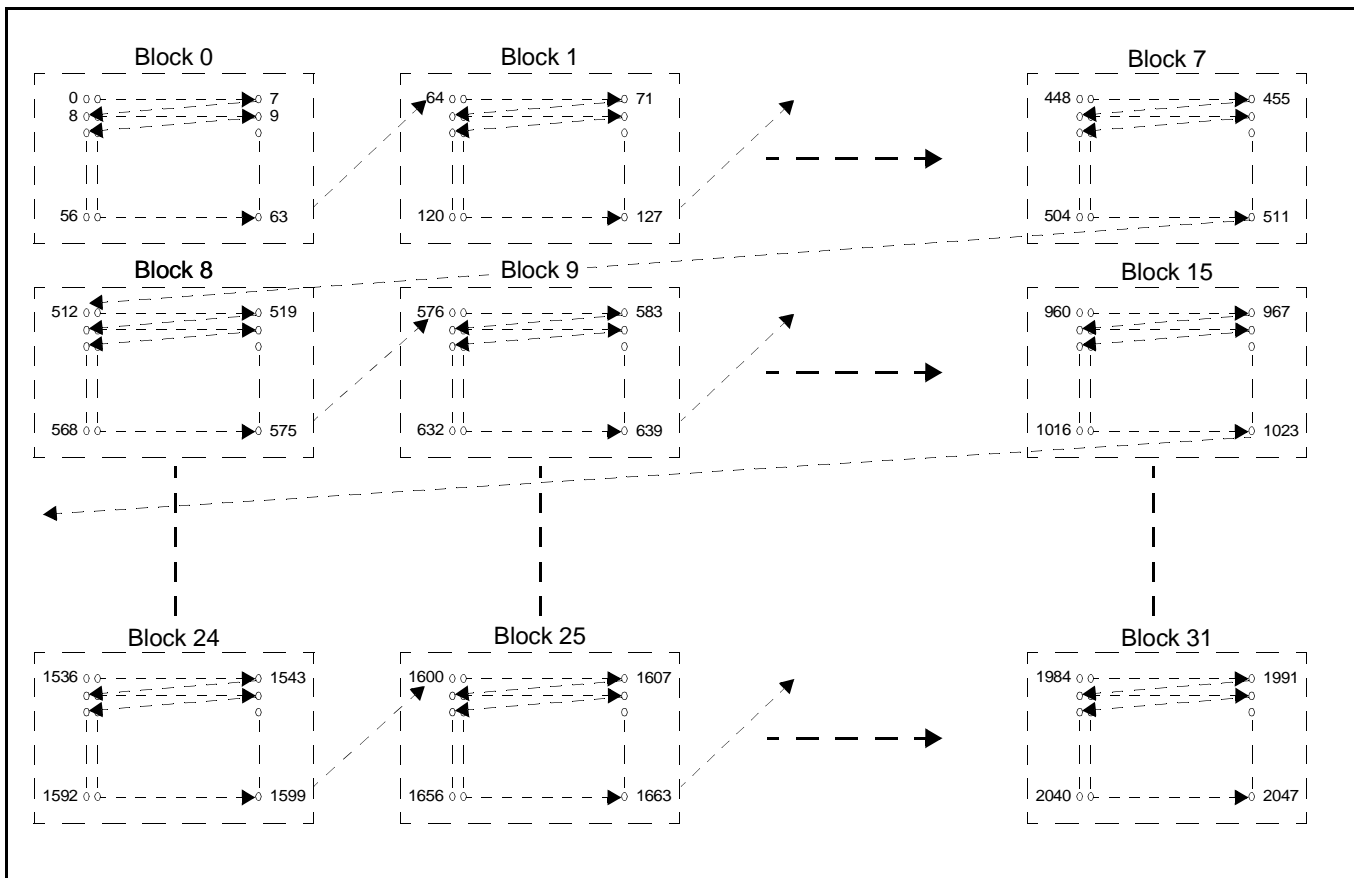 Block 0 Block 1 Block 7
0 7 64 71 448 455
8 9
56 63 120 127 504 511
Block 8 Block 9 Block 15
512 519 576 583 960 967
568 575 632 639 1016 1023
Block 24 Block 25 Block 31
1536 1543 1600 1607 1984 1991
1592 1599 1656 1663 2040 2047